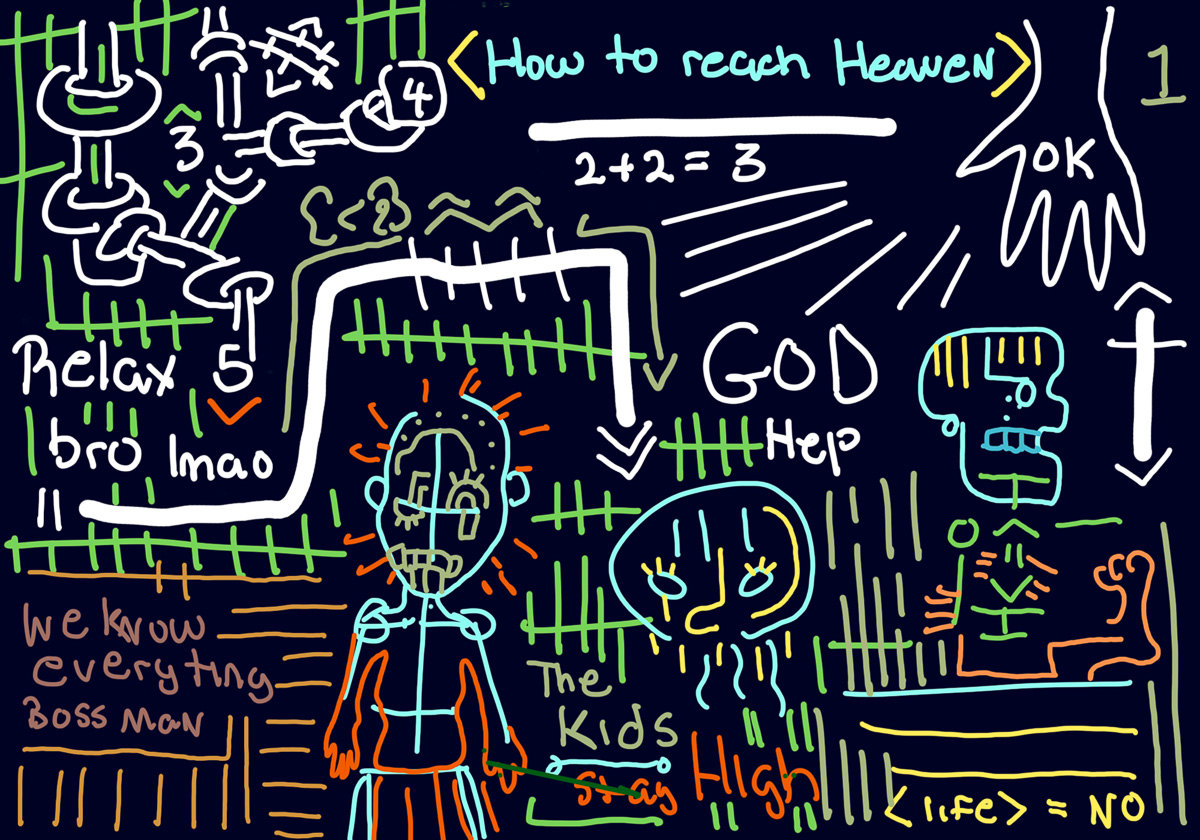 <How to reach Heaven>
1
4
3
2+2=3
OK
{<2}
GOD
Relax 5
bro lmao
Hep
We know
everyting
Boss man
The
Kids
stay
High
<life> = NO